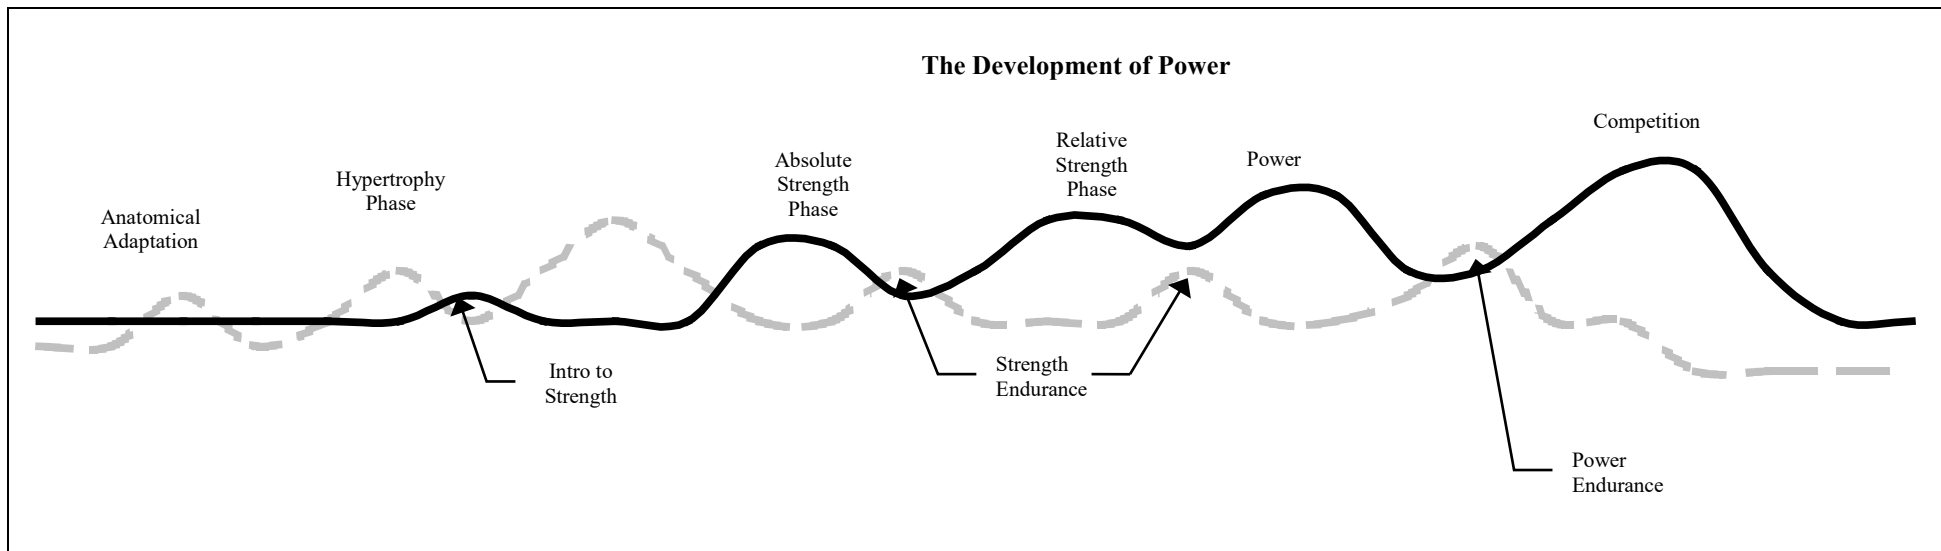 The Development of Power
Anatomical
Adaptation
Hypertrophy
Phase
Absolute
Strength
Phase
Relative
Strength
Phase
Power
Competition
Intro to
Strength
Strength
Endurance
Power
Endurance